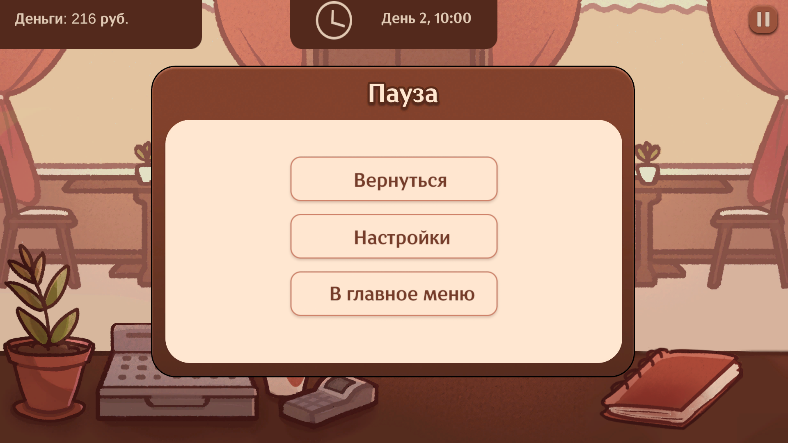 Деньги: 216 руб.
День 2, 10:00
Пауза
Вернуться
Настройки
В главное меню